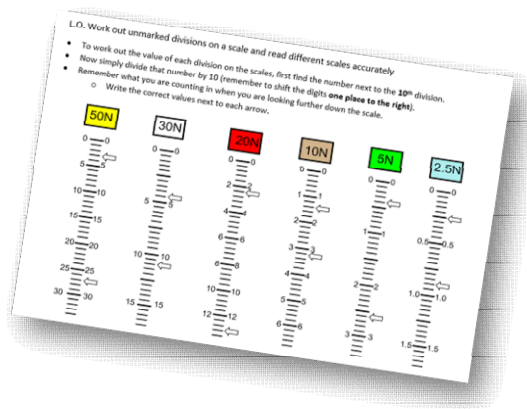 L.O. Work out unmarked divisions on a scale and read different scales accurately
To work out the value of each division on the scales, first find the number next to the 10th division.
Now simply divide that number by 10 (remember to shift the digits one place to the right).
Remember what you are counting in when you are looking further down the scale.
Write the correct values next to each arrow.
50N 30N 20N 10N 5N 2.5N
0 0 0 0 0 0 0 0 0 0 0 0
5 5 5 5 2 2 1 1 1 1 0.5 0.5
10 10 10 10 4 4 2 2 2 2 1.0 1.0
15 15 15 15 6 6 3 3 3 3 1.5 1.5
20 20 6 8 4 4
25 25 10 10 5 5
30 30 12 12 6 6